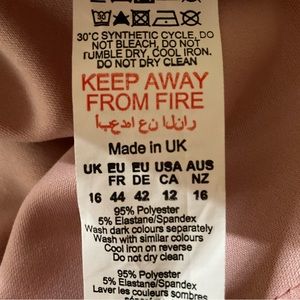 30°C SYNTHETIC CYCLE, DO
NOT BLEACH, DO NOT
TUMBLE DRY, COOL IRON.
DO NOT DRY CLEAN
KEEP AWAY
FROM FIRE
ابعدها عن النار
Made in UK
UK EU EU USA AUS
FR DE CA NZ
16 44 42 12 16
95% Polyester
5% Elastane/Spandex
Wash dark colours separately
Wash with similar colours
Cool iron on reverse
Do not dry clean
95% Polyester
5% Elastane/Spandex
Laver les couleurs sombres